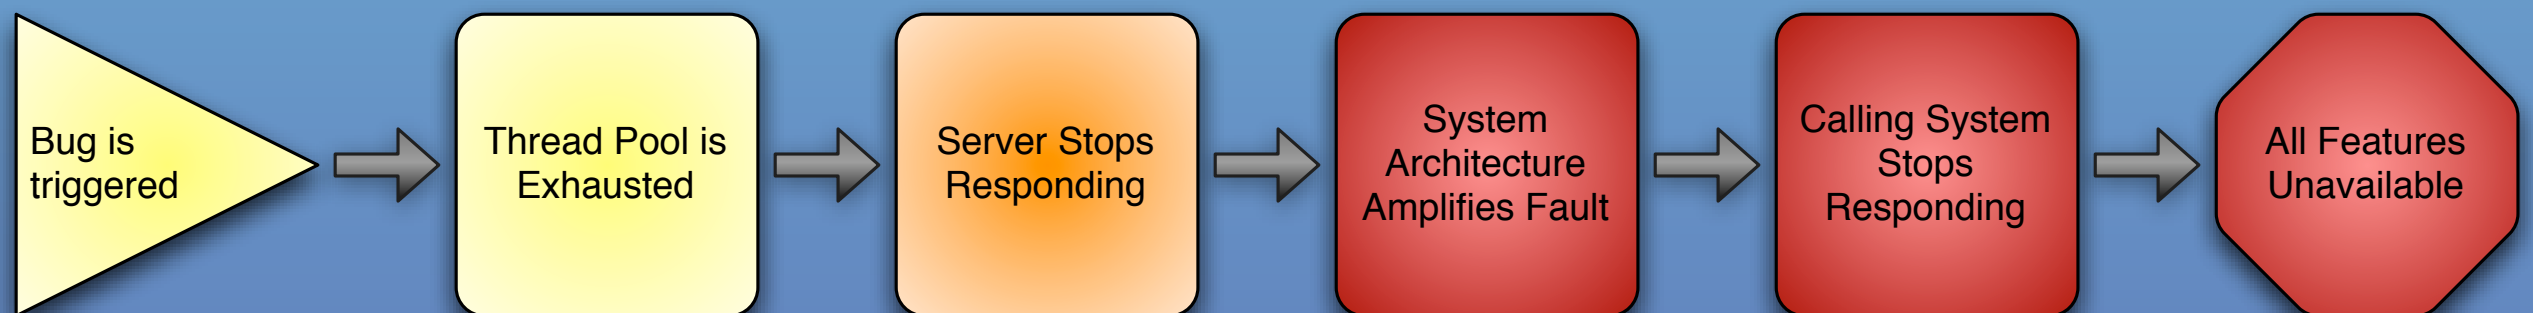 Bug is
triggered
Thread Pool is
Exhausted
Server Stops
Responding
System
Architecture
Amplifies Fault
Calling System
Stops
Responding
All Features
Unavailable